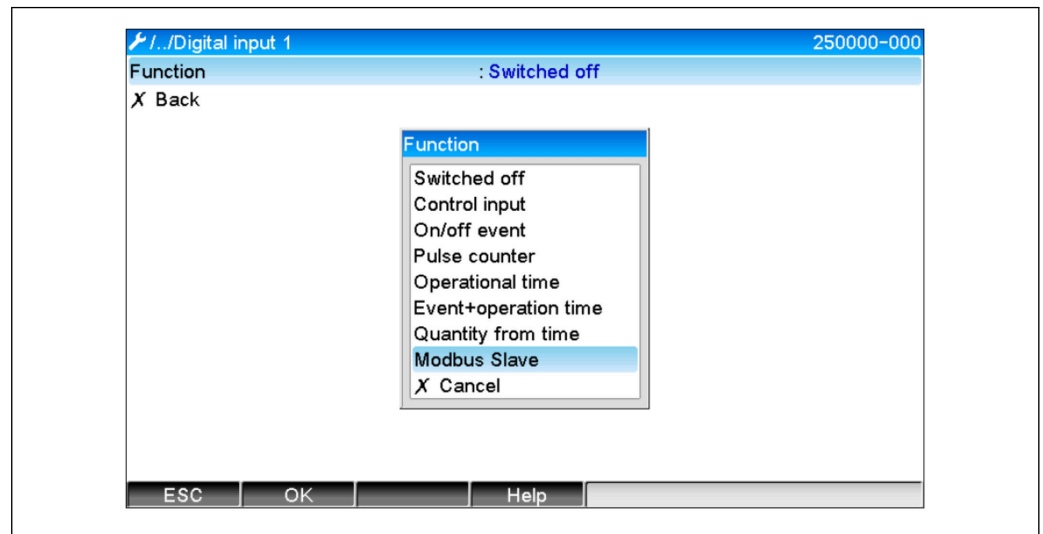 /../Digital input 1 250000-000
Function : Switched off
X Back
Function
Switched off
Control input
On/off event
Pulse counter
Operational time
Event+operation time
Quantity from time
Modbus Slave
X Cancel
ESC OK Help